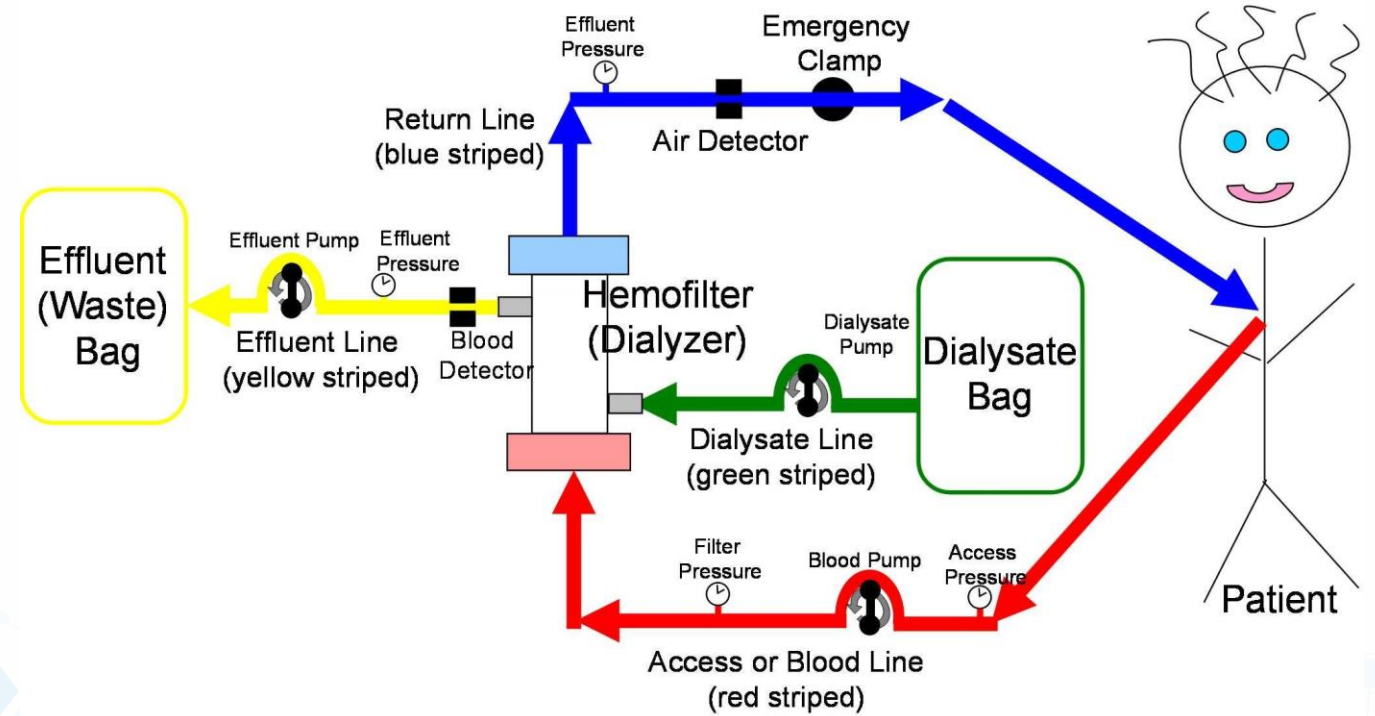 Effluent
Pressure
Emergency
Clamp
Return Line
(blue striped)
Air Detector
Effluent
(Waste)
Bag
Effluent Pump
Effluent
Pressure
Effluent Line
(yellow striped)
Blood
Detector
Hemofilter
(Dialyzer)
Dialysate
Pump
Dialysate
Bag
Dialysate Line
(green striped)
Filter
Pressure
Blood Pump
Access
Pressure
Access or Blood Line
(red striped)
Patient